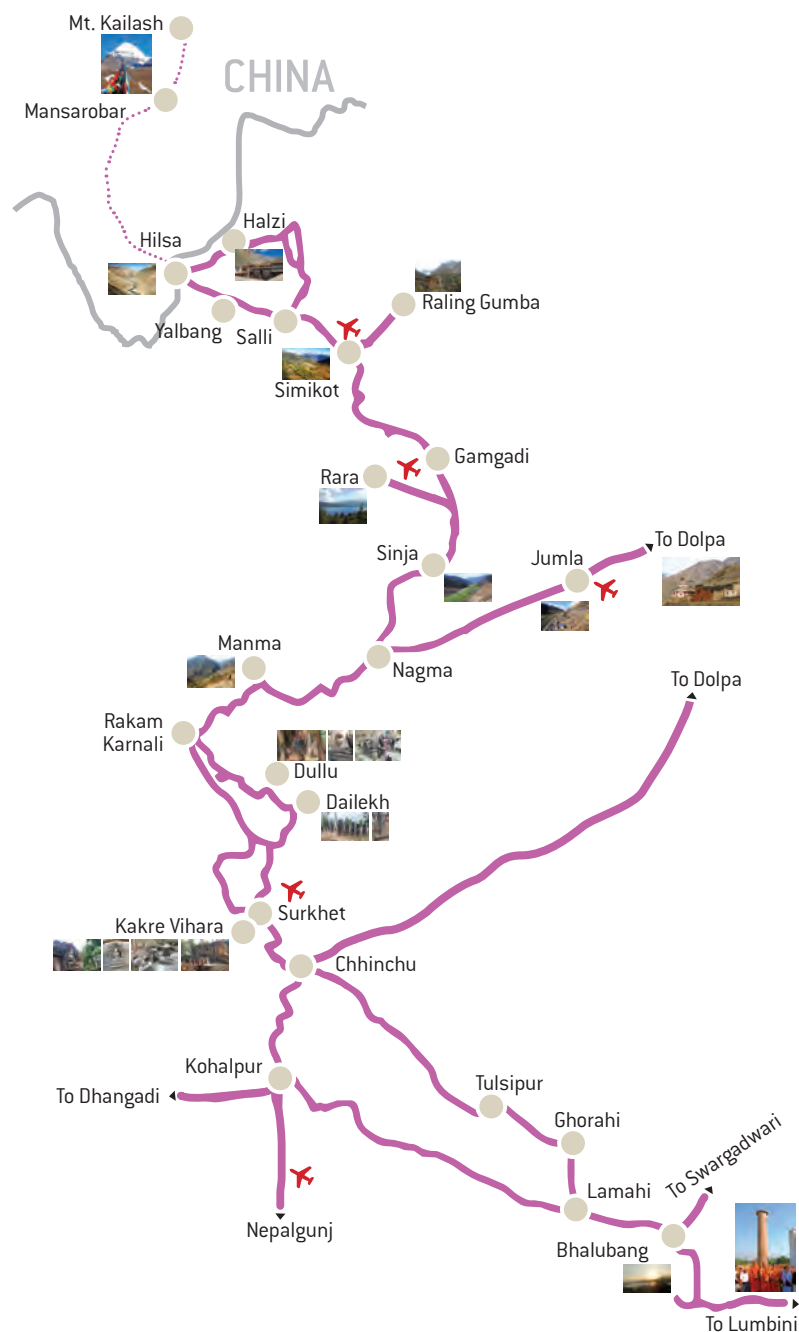 Mt. Kailash
CHINA
Mansarobar
Halzi
Hilsa
Raling Gumba
Yalbang
Salli
Simikot
Gamgadi
Rara
To Dolpa
Sinja
Jumla
Manma
Nagma
To Dolpa
Rakam
Karnali
Dullu
Dailekh
Surkhet
Kakre Vihara
Chhinchu
Kohalpur
Tulsipur
To Dhangadi
Ghorahi
To Swargadwari
Lamahi
Nepalgunj
Bhalubang
To Lumbini